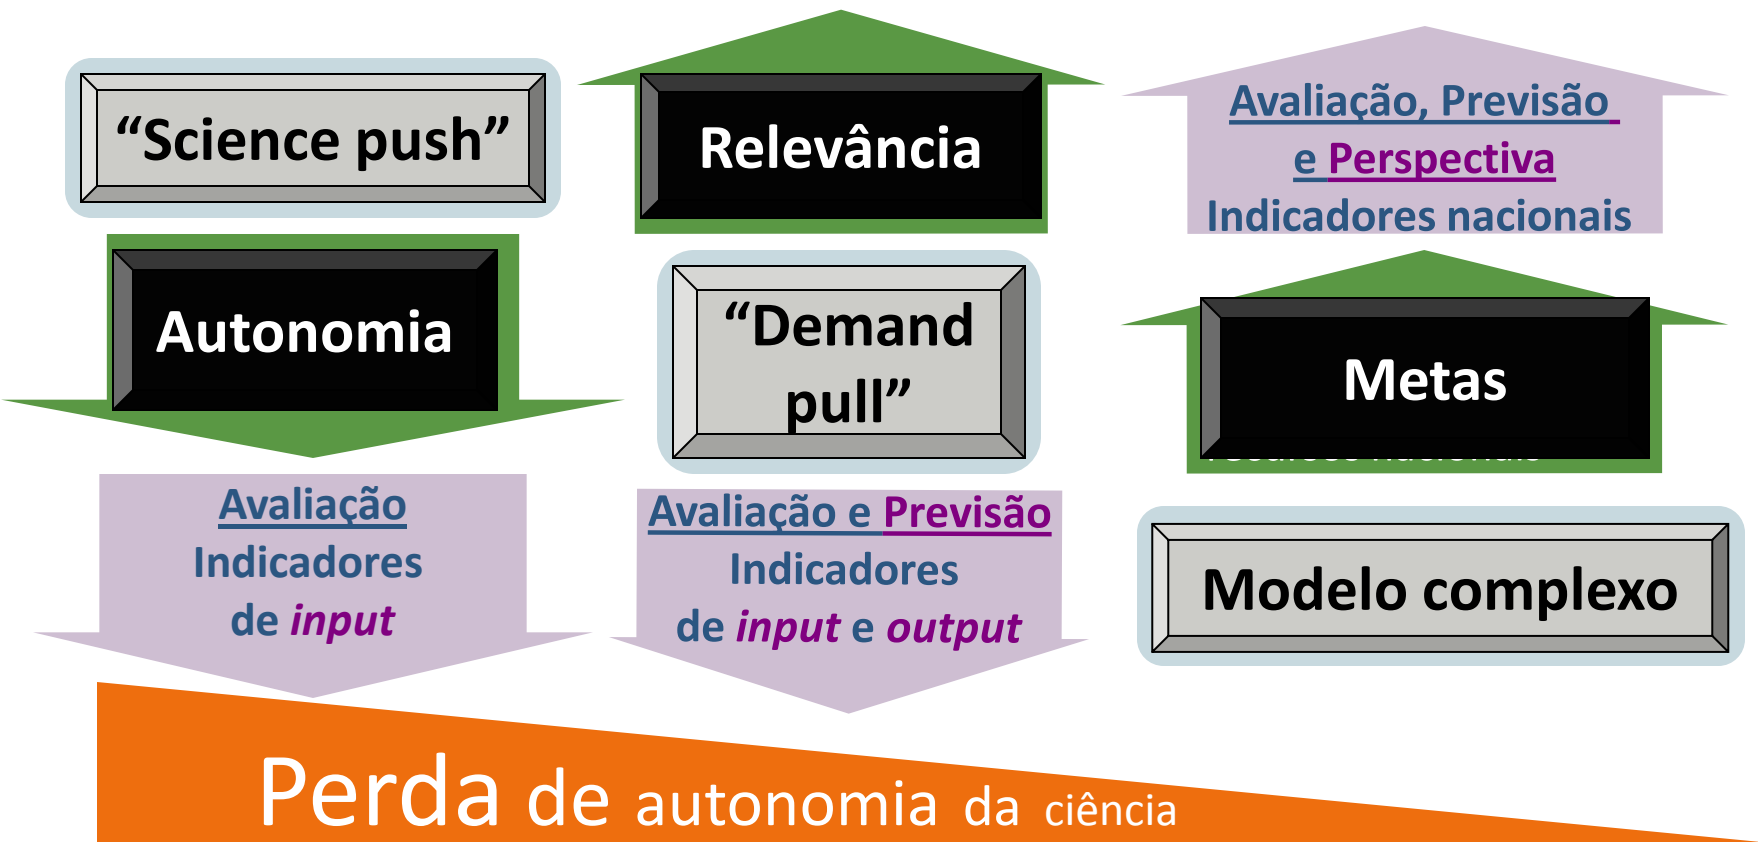 “Science push”
Autonomia
Avaliação
Indicadores
de input
Relevância
“Demand
pull”
Avaliação e Previsão
Indicadores
de input e output
Avaliação, Previsão
e Perspectiva
Indicadores nacionais
Metas
Modelo complexo
Perda de autonomia da ciência